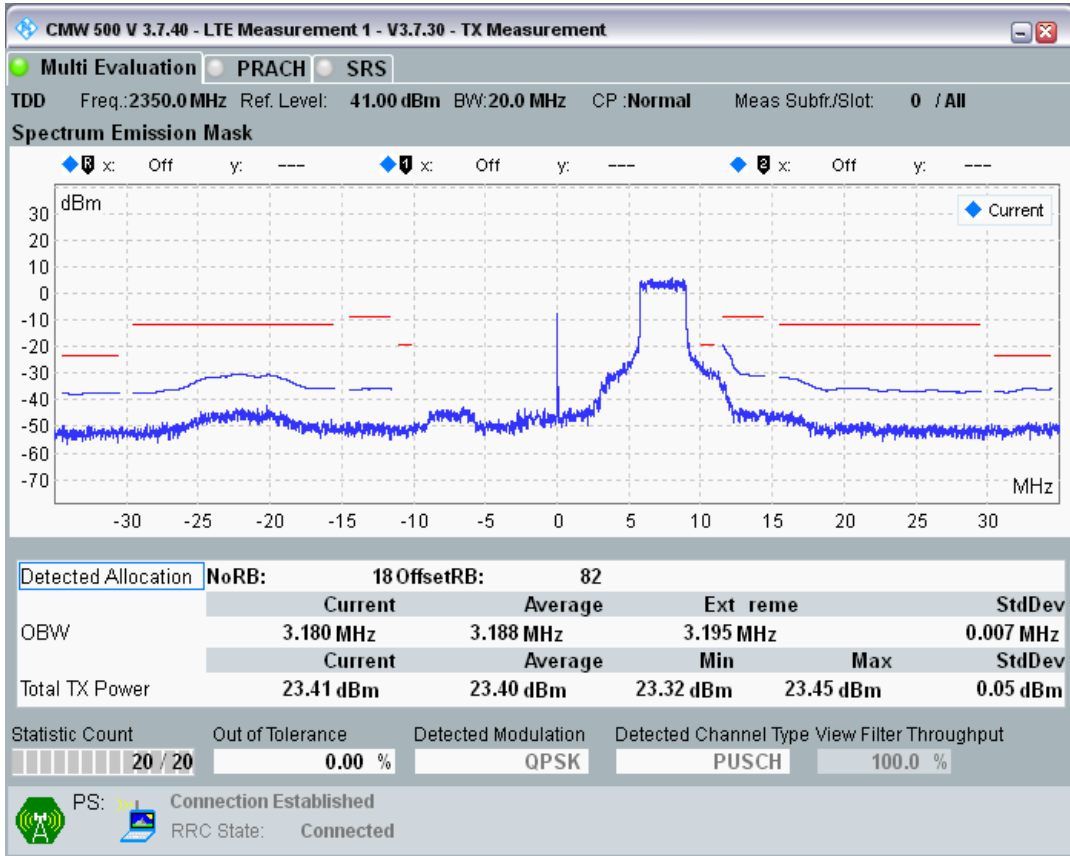 CMW 500 V 3.7.40 - LTE Measurement 1 - V3.7.30 - TX Measurement
Multi Evaluation PRACH SRS
TDD Freq.:2350.0 MHz Ref. Level: 41.00 dBm BW:20.0 MHz CP :Normal Meas Subfr./Slot: 0 / All
Spectrum Emission Mask
R x: Off y: --- 1 x: Off y: --- 2 x: Off y: ---
dBm
Current
30
20
10
0
-10
-20
-30
-40
-50
-60
-70
MHz
-30 -25 -20 -15 -10 -5 0 5 10 15 20 25 30
Detected Allocation NoRB: 18 OffsetRB: 82
Current Average Ext reme StdDev
OBW 3.180 MHz 3.188 MHz 3.195 MHz 0.007 MHz
Current Average Min Max StdDev
Total TX Power 23.41 dBm 23.40 dBm 23.32 dBm 23.45 dBm 0.05 dBm
Statistic Count Out of Tolerance Detected Modulation Detected Channel Type View Filter Throughput
20 / 20 0.00 % QPSK PUSCH 100.0 %
PS: Connection Established
RRC State: Connected